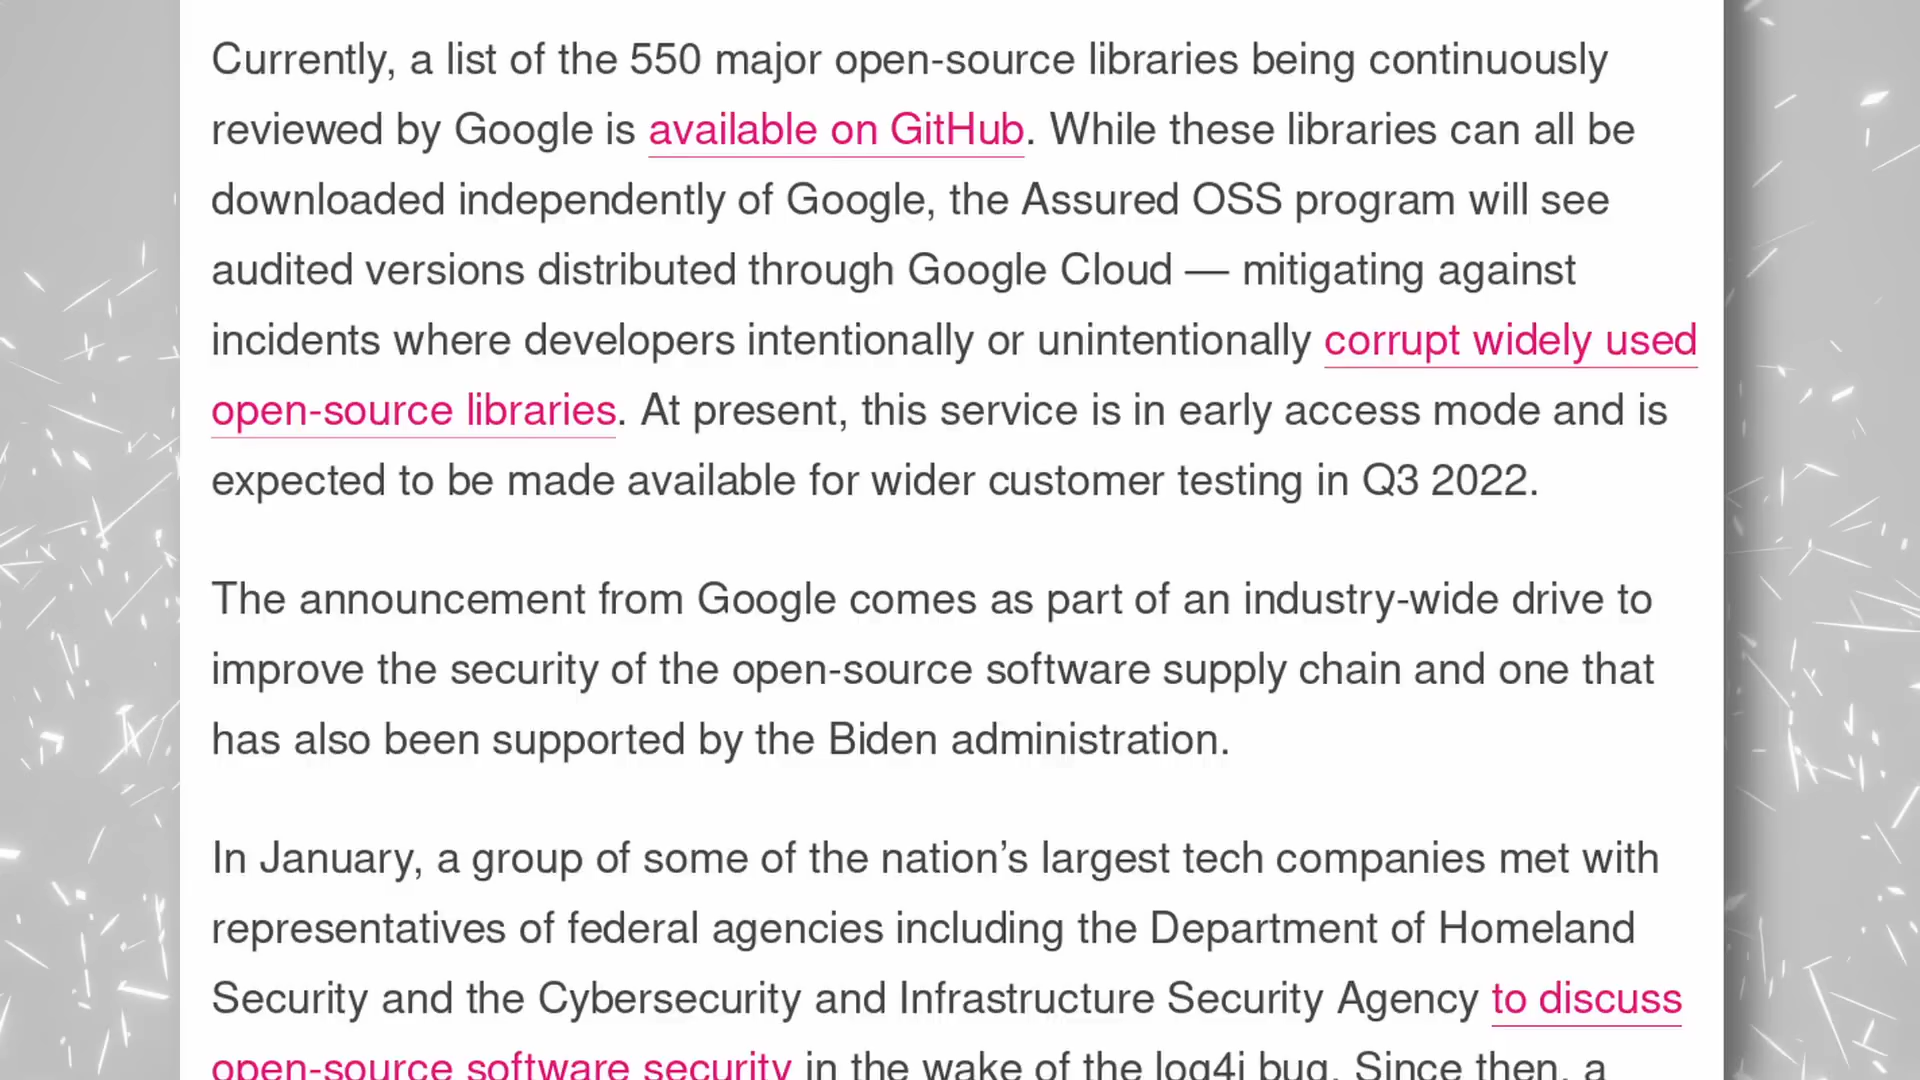 Currently, a list of the 550 major open-source libraries being continuously
reviewed by Google is available on GitHub. While these libraries can all be
downloaded independently of Google, the Assured OSS program will see
audited versions distributed through Google Cloud — mitigating against
incidents where developers intentionally or unintentionally corrupt widely used
open-source libraries. At present, this service is in early access mode and is
expected to be made available for wider customer testing in Q3 2022.
The announcement from Google comes as part of an industry-wide drive to
improve the security of the open-source software supply chain and one that
has also been supported by the Biden administration.
In January, a group of some of the nation’s largest tech companies met with
representatives of federal agencies including the Department of Homeland
Security and the Cybersecurity and Infrastructure Security Agency to discuss
open-source software security in the wake of the log4j bug. Since then, a